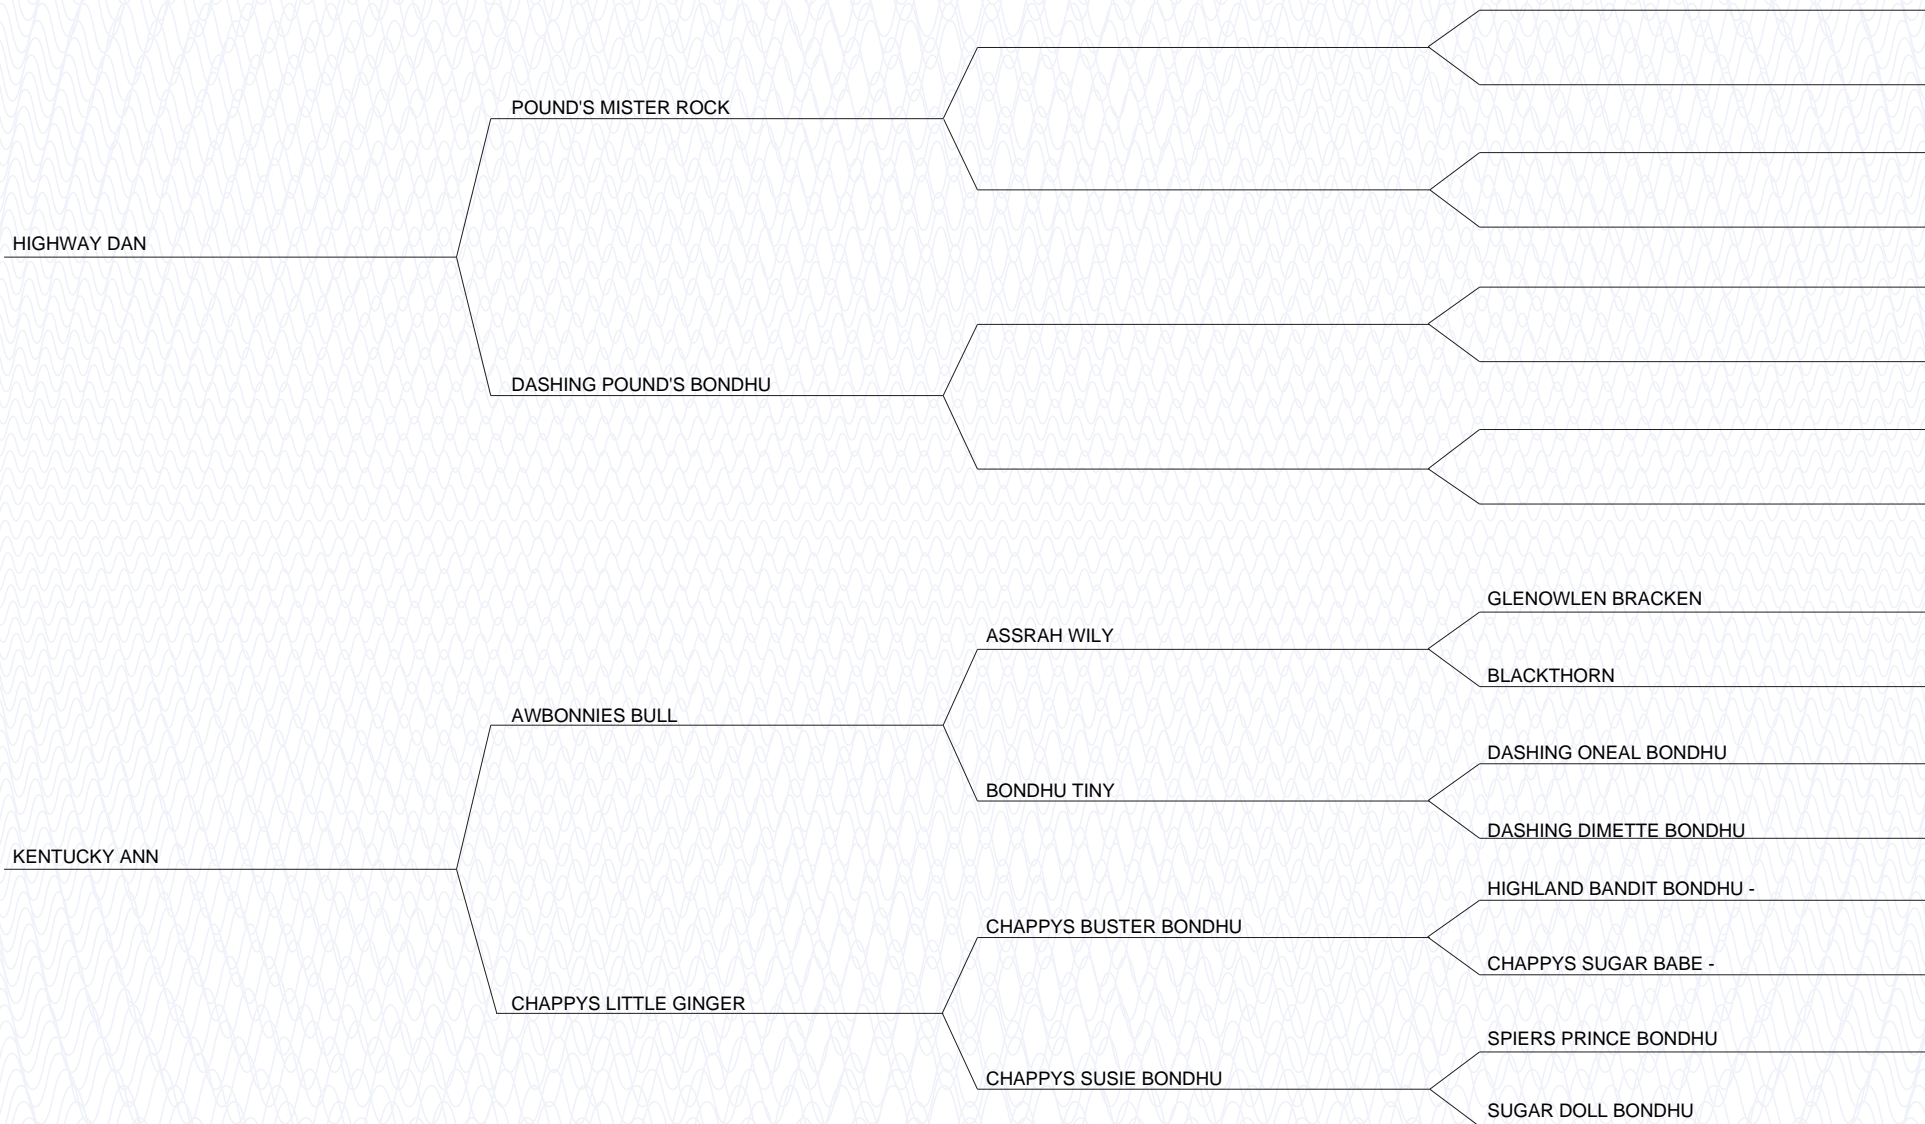 POUND'S MISTER ROCK
HIGHWAY DAN
DASHING POUND'S BONDHU
GLENOWLEN BRACKEN
ASSRAH WILY
BLACKTHORN
AWBONNIES BULL
DASHING ONEAL BONDHU
BONDHU TINY
DASHING DIMETTE BONDHU
KENTUCKY ANN
HIGHLAND BANDIT BONDHU -
CHAPPYS BUSTER BONDHU
CHAPPYS SUGAR BABE -
CHAPPYS LITTLE GINGER
SPIERS PRINCE BONDHU
CHAPPYS SUSIE BONDHU
SUGAR DOLL BONDHU